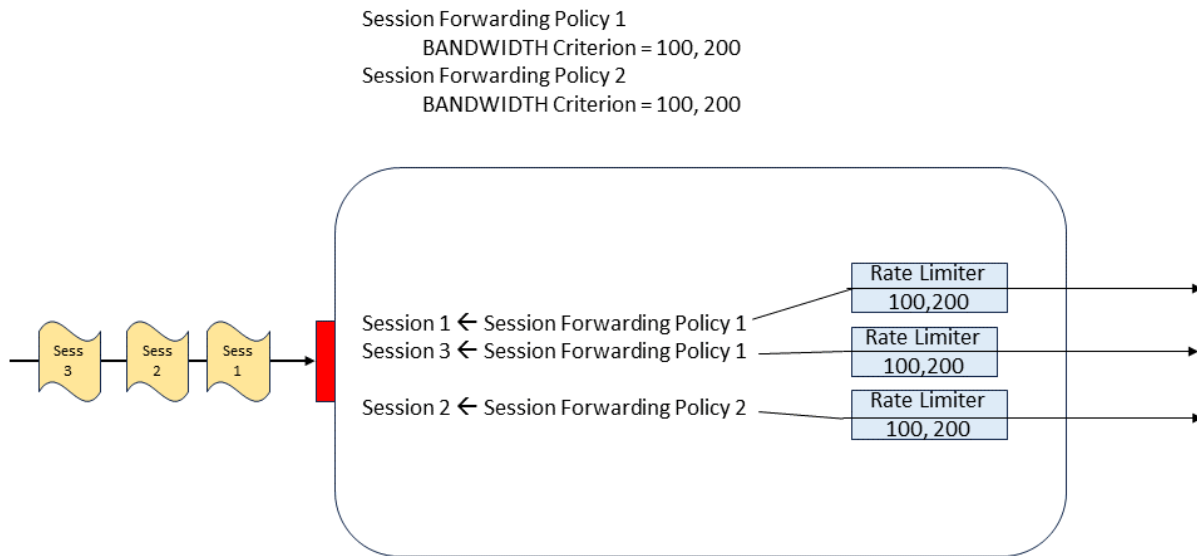 Session Forwarding Policy 1
BANDWIDTH Criterion = 100, 200
Session Forwarding Policy 2
BANDWIDTH Criterion = 100, 200
Rate Limiter
100,200
Session 1 ← Session Forwarding Policy 1
Session 3 ← Session Forwarding Policy 1
Rate Limiter
100,200
Session 2 ← Session Forwarding Policy 2
Rate Limiter
100, 200
Sess
3
Sess
2
Sess
1